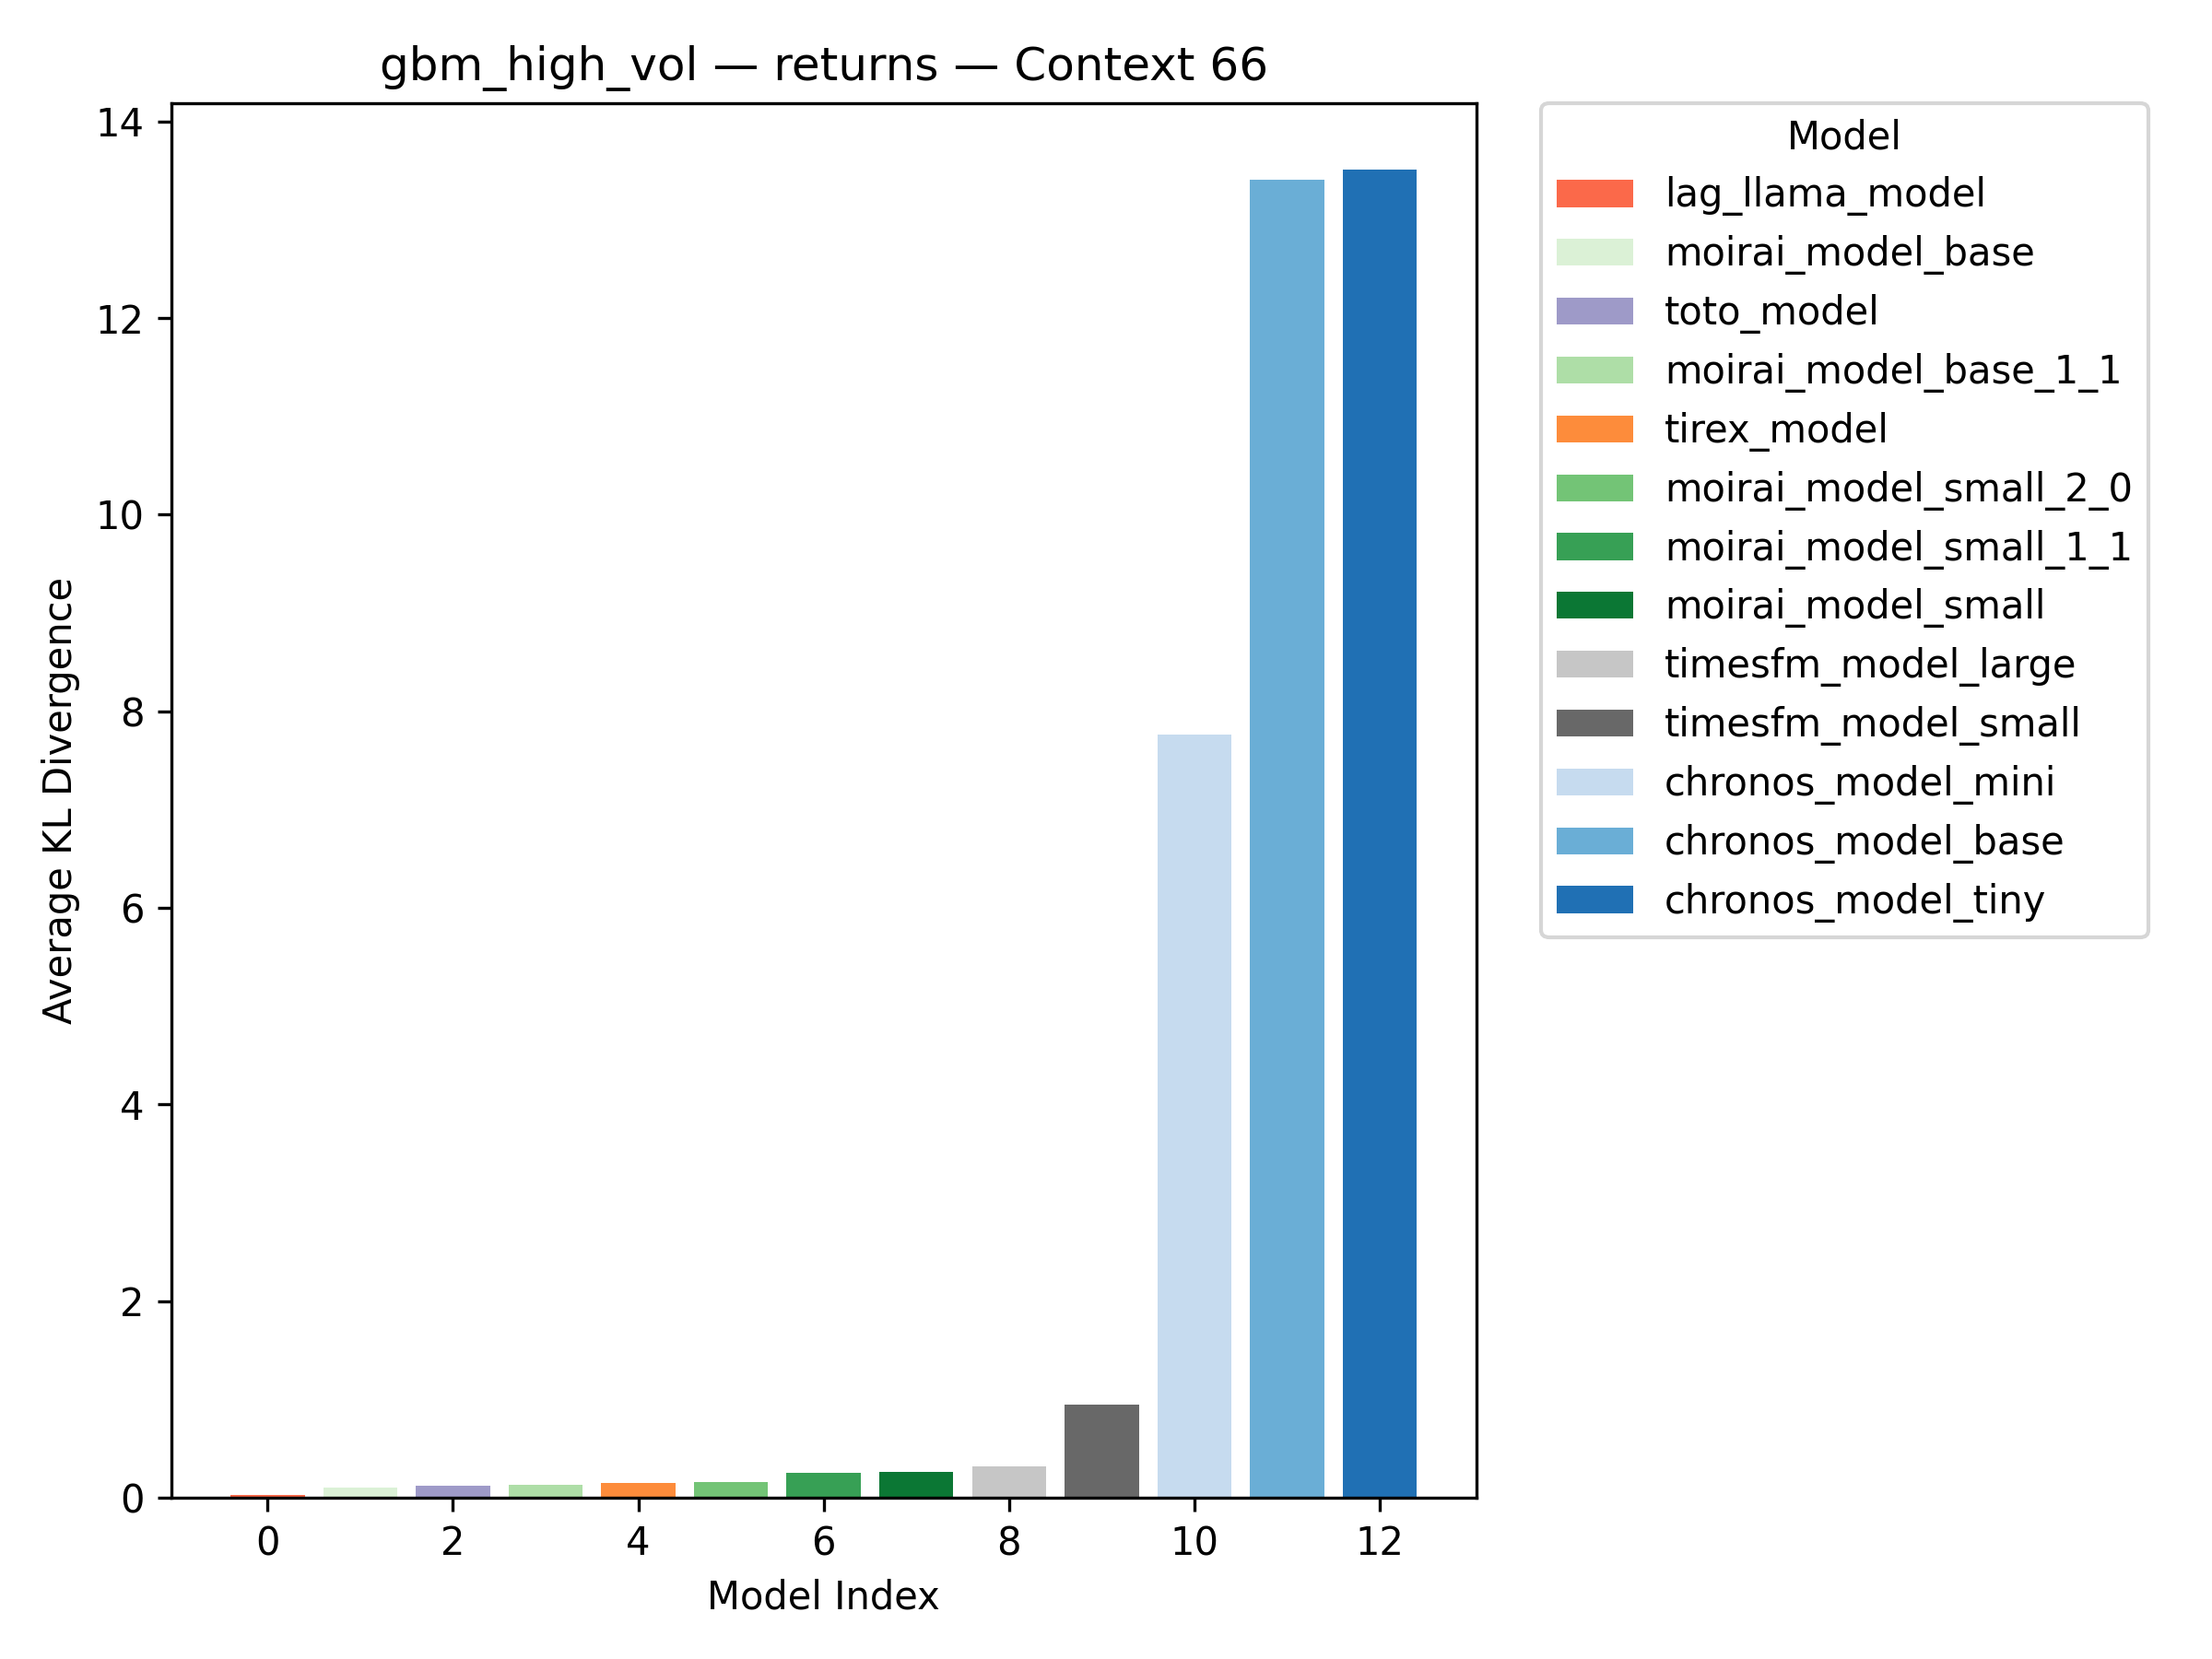 gbm_high_vol — returns — Context 66
Average KL Divergence
14
12
10
8
6
4
2
0
0 2 4 6 8 10 12
Model Index
Model
lag_llama_model
moirai_model_base
toto_model
moirai_model_base_1_1
tirex_model
moirai_model_small_2_0
moirai_model_small_1_1
moirai_model_small
timesfm_model_large
timesfm_model_small
chronos_model_mini
chronos_model_base
chronos_model_tiny